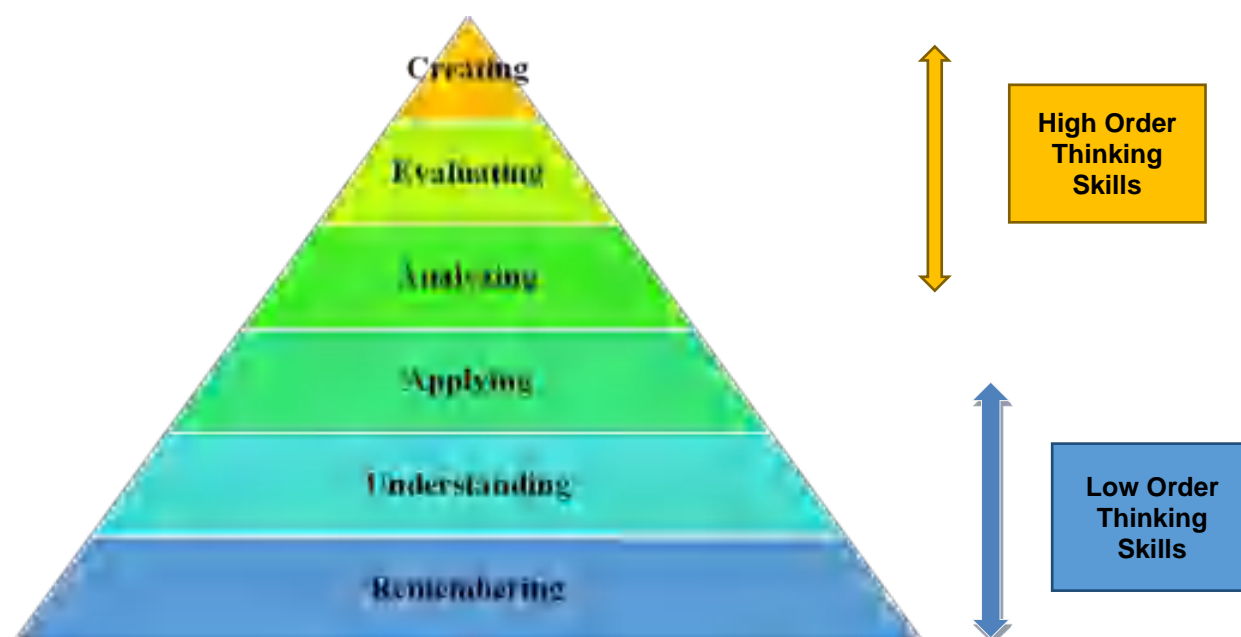 Creating
Evaluating
Analyzing
Applying
Understanding
Remembering
High Order
Thinking
Skills
Low Order
Thinking
Skills